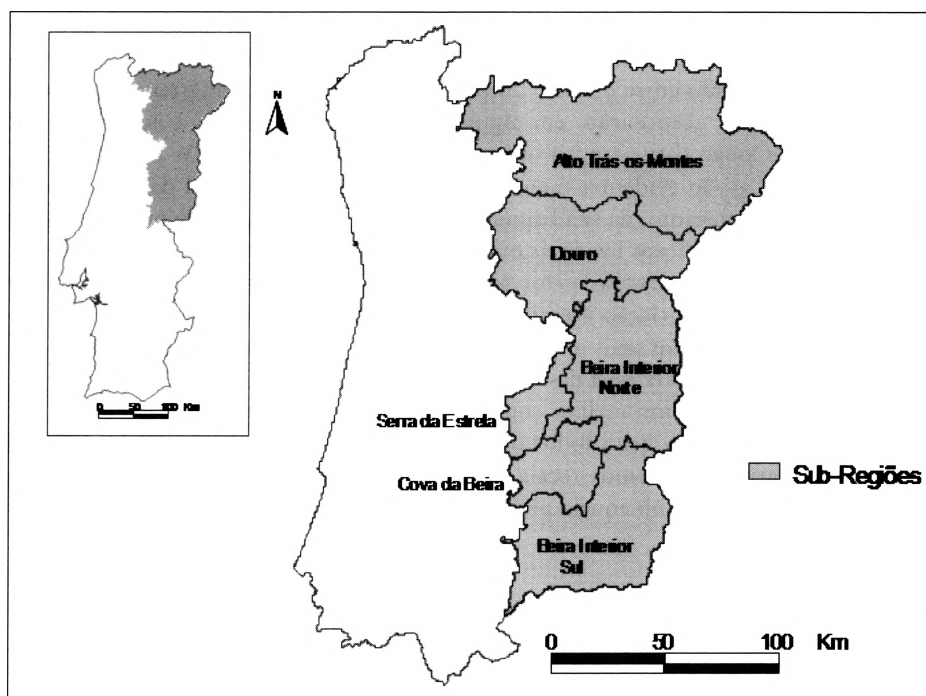 N
Alto Trás-os-Montes
Douro
Beira Interior
Norte
Serra da Estrela
Cova da Beira
Sub-Regiões
Beira Interior
Sul
0 50 100 Km
0 50 100 Km